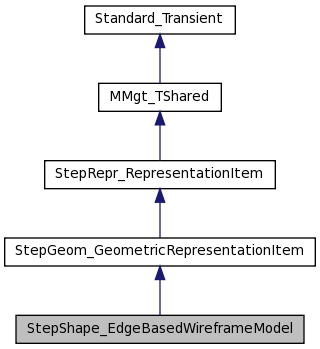 Standard_Transient
MMgt_TShared
StepRepr_RepresentationItem
StepGeom_GeometricRepresentationItem
StepShape_EdgeBasedWireframeModel